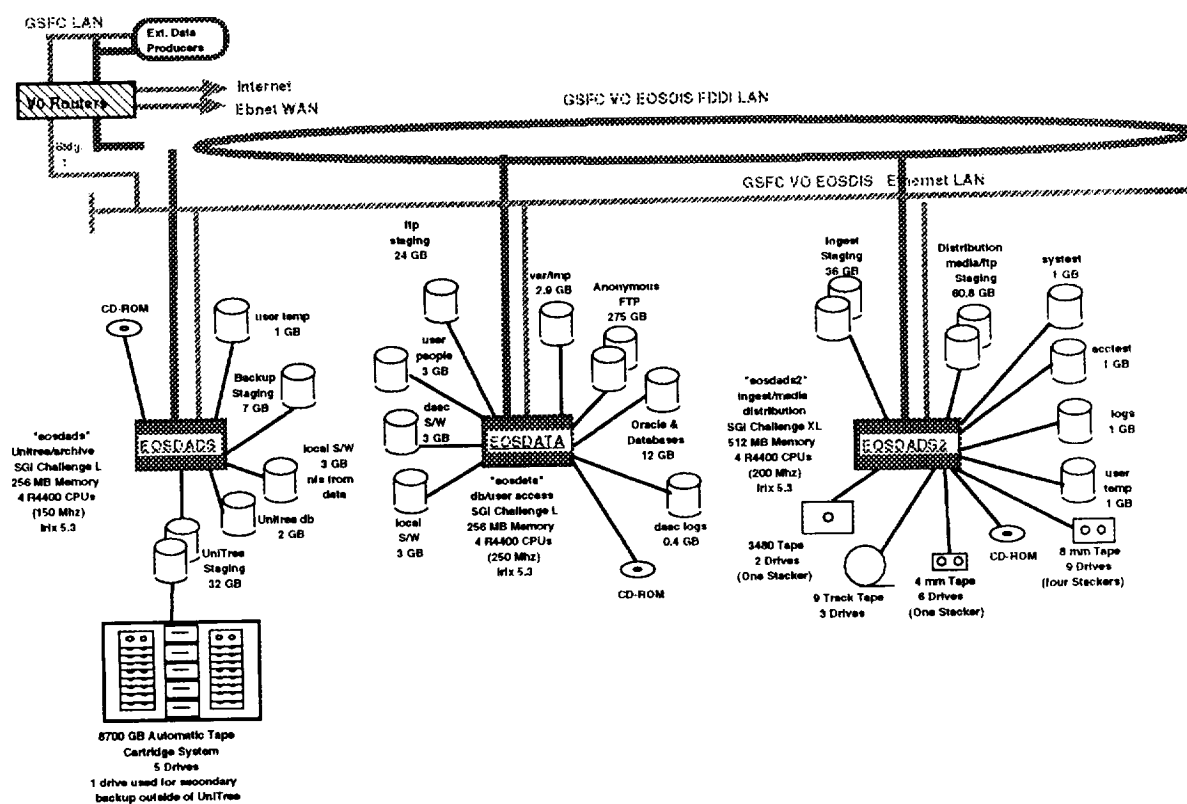 GSFC LAN
Ext. Data
Producers
V0 Routers
Internet
Ebnet WAN
Bldg.
1
GSFC V0 EOSDIS FDDI LAN
GSFC V0 EOSDIS Ethernet LAN
CD-ROM
user temp
1 GB
Backup
Staging
7 GB
EOSDADS
"eosdads"
Unitree/archive
SGI Challenge L
256 MB Memory
4 R4400 CPUs
(150 Mhz)
Irix 5.3
local S/W
3 GB
nfs from
data
Unitree db
2 GB
UniTree
Staging
32 GB
8700 GB Automatic Tape
Cartridge System
5 Drives
1 drive used for secondary
backup outside of UniTree
ftp
staging
24 GB
var/tmp
2.9 GB
Anonymous
FTP
275 GB
user
people
3 GB
daac
S/W
3 GB
EOSDATA
Oracle &
Databases
12 GB
local
S/W
3 GB
"eosdata"
db/user access
SGI Challenge L
256 MB Memory
4 R4400 CPUs
(250 Mhz)
Irix 5.3
daac logs
0.4 GB
CD-ROM
Ingest
Staging
36 GB
Distribution
media/ftp
Staging
60.8 GB
systest
1 GB
acctest
1 GB
"eosdads2"
ingest/media
distribution
SGI Challenge XL
512 MB Memory
4 R4400 CPUs
(200 Mhz)
Irix 5.3
EOSDADS2
logs
1 GB
user
temp
1 GB
3480 Tape
2 Drives
(One Stacker)
9 Track Tape
3 Drives
4 mm Tape
6 Drives
(One Stacker)
CD-ROM
8 mm Tape
9 Drives
(four Stackers)